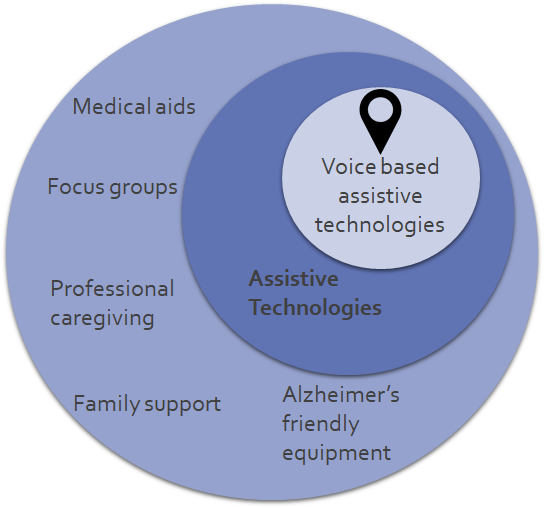 Medical aids
Voice based
assistive
technologies
Focus groups
Assistive
Technologies
Professional
caregiving
Family support
Alzheimer's
friendly
equipment